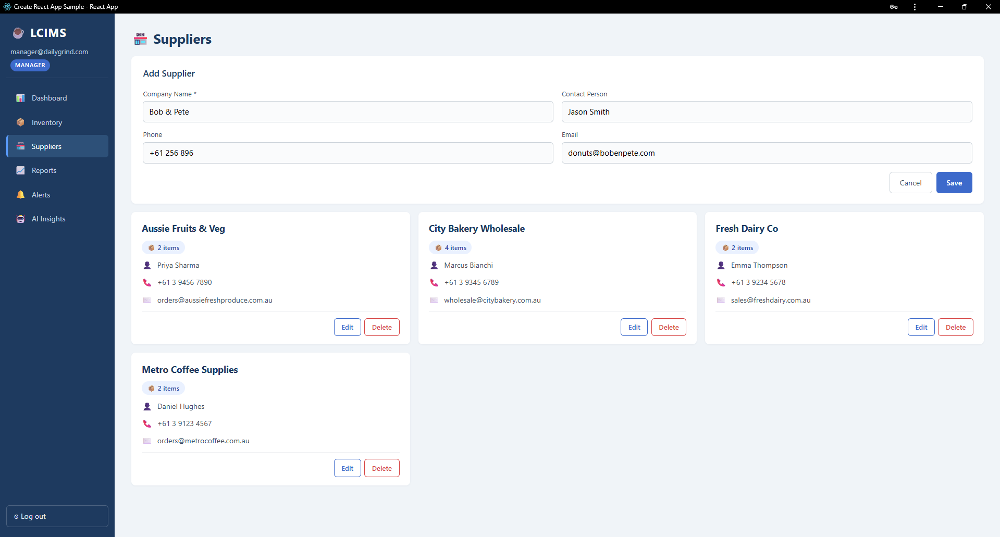 Create React App Sample - React App
LCIMS
manager@dailygrind.com
MANAGER
Dashboard
Inventory
Suppliers
Reports
Alerts
AI Insights
Log out
24 H Suppliers
Add Supplier
Company Name *
Bob & Pete
Contact Person
Jason Smith
Phone
+61 256 896
Email
donuts@bobenpete.com
Cancel
Save
Aussie Fruits & Veg
2 items
Priya Sharma
+61 3 9456 7890
orders@aussiefreshproduce.com.au
Edit
Delete
City Bakery Wholesale
4 items
Marcus Bianchi
+61 3 9345 6789
wholesale@citybakery.com.au
Edit
Delete
Fresh Dairy Co
2 items
Emma Thompson
+61 3 9234 5678
sales@freshdairy.com.au
Edit
Delete
Metro Coffee Supplies
2 items
Daniel Hughes
+61 3 9123 4567
orders@metrocoffee.com.au
Edit
Delete